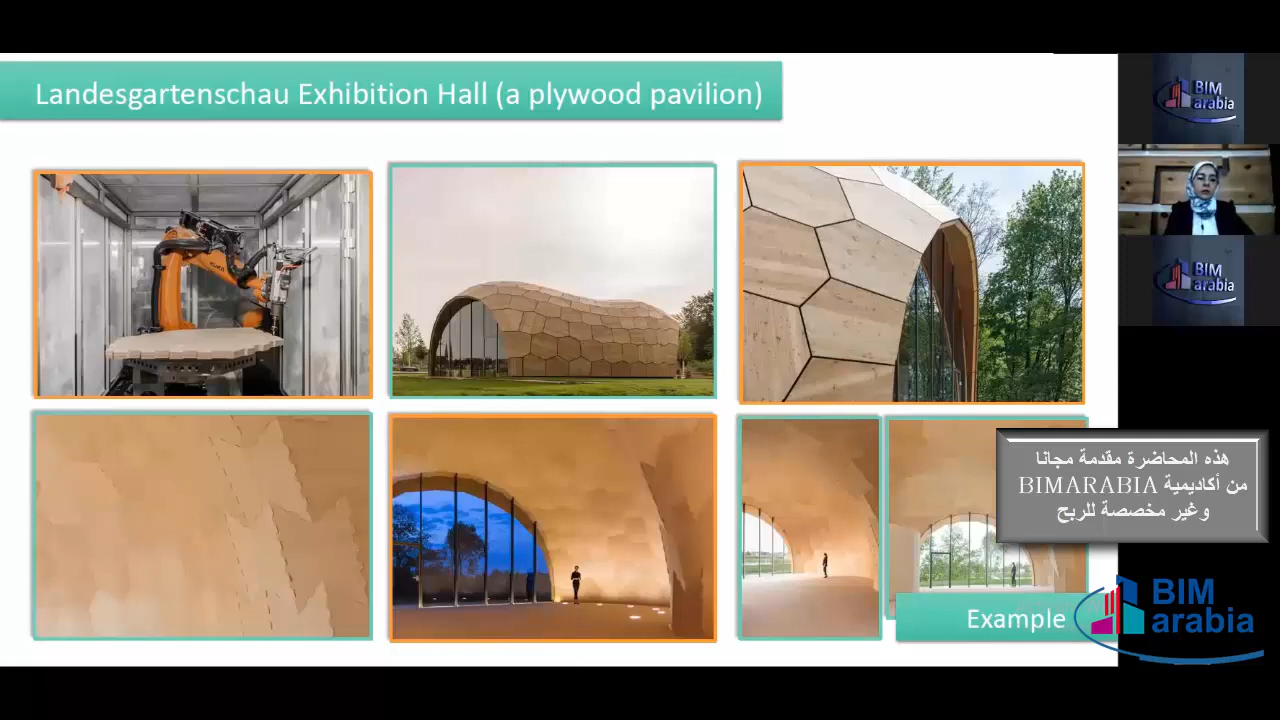 Landesgartenschau Exhibition Hall (a plywood pavilion)
BIM
arabia
BIM
arabia
هذه المحاضرة مقدمة مجانا
من أكاديمية BIMARABIA
وغير مخصصة للربح
Example
BIM
arabia